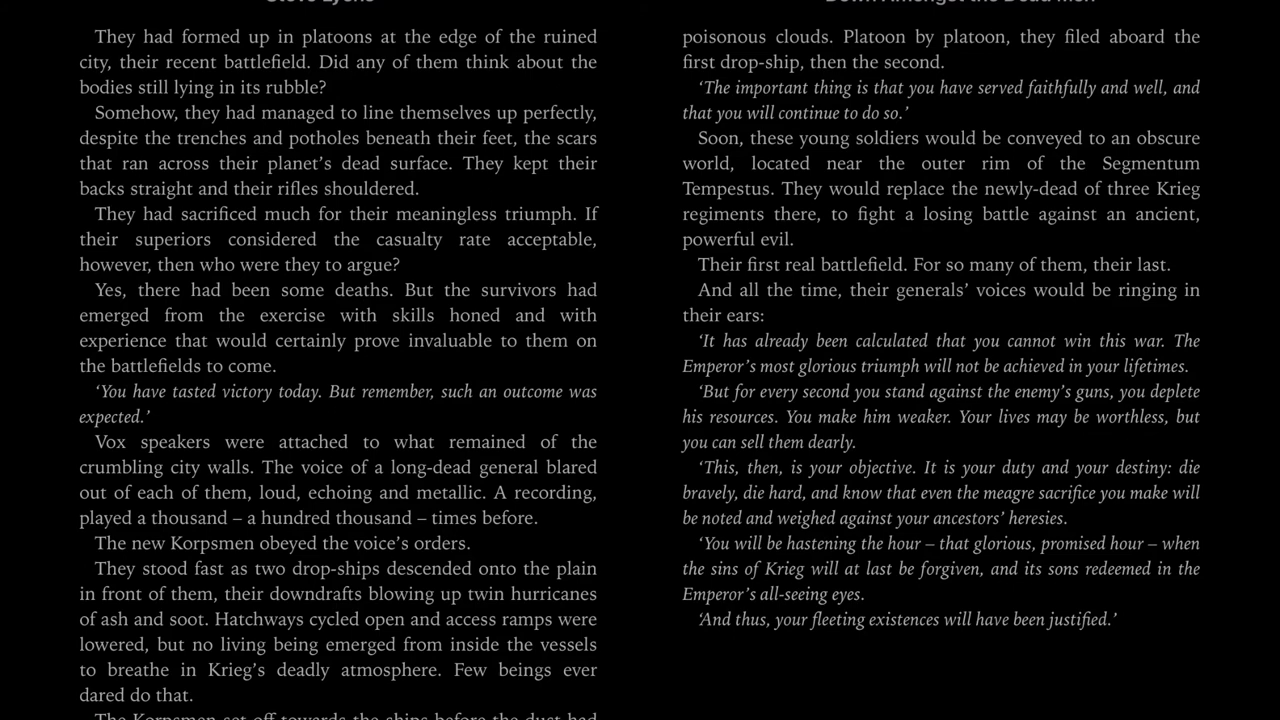 Steve Lyons
They had formed up in platoons at the edge of the ruined
city, their recent battlefield. Did any of them think about the
bodies still lying in its rubble?
Somehow, they had managed to line themselves up perfectly,
despite the trenches and potholes beneath their feet, the scars
that ran across their planet’s dead surface. They kept their
backs straight and their rifles shouldered.
They had sacrificed much for their meaningless triumph. If
their superiors considered the casualty rate acceptable,
however, then who were they to argue?
Yes, there had been some deaths. But the survivors had
emerged from the exercise with skills honed and with
experience that would certainly prove invaluable to them on
the battlefields to come.
‘You have tasted victory today. But remember, such an outcome was
expected.’
Vox speakers were attached to what remained of the
crumbling city walls. The voice of a long-dead general blared
out of each of them, loud, echoing and metallic. A recording,
played a thousand – a hundred thousand – times before.
The new Korpsmen obeyed the voice’s orders.
They stood fast as two drop-ships descended onto the plain
in front of them, their downdrafts blowing up twin hurricanes
of ash and soot. Hatchways cycled open and access ramps were
lowered, but no living being emerged from inside the vessels
to breathe in Krieg’s deadly atmosphere. Few beings ever
dared do that.
The Korpsmen set off towards the ships before the dust had
Down Amongst the Dead Men
poisonous clouds. Platoon by platoon, they filed aboard the
first drop-ship, then the second.
‘The important thing is that you have served faithfully and well, and
that you will continue to do so.’
Soon, these young soldiers would be conveyed to an obscure
world, located near the outer rim of the Segmentum
Tempestus. They would replace the newly-dead of three Krieg
regiments there, to fight a losing battle against an ancient,
powerful evil.
Their first real battlefield. For so many of them, their last.
And all the time, their generals’ voices would be ringing in
their ears:
‘It has already been calculated that you cannot win this war. The
Emperor’s most glorious triumph will not be achieved in your lifetimes.
‘But for every second you stand against the enemy’s guns, you deplete
his resources. You make him weaker. Your lives may be worthless, but
you can sell them dearly.
‘This, then, is your objective. It is your duty and your destiny: die
bravely, die hard, and know that even the meagre sacrifice you make will
be noted and weighed against your ancestors’ heresies.
‘You will be hastening the hour – that glorious, promised hour – when
the sins of Krieg will at last be forgiven, and its sons redeemed in the
Emperor’s all-seeing eyes.
‘And thus, your fleeting existences will have been justified.’